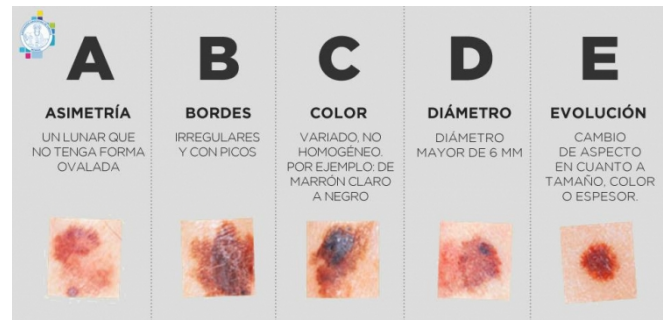 A
ASIMETRÍA
UN LUNAR QUE
NO TENGA FORMA
OVALADA
B
BORDES
IRREGULARES
Y CON PICOS
C
COLOR
VARIADO, NO
HOMOGÉNEO.
POR EJEMPLO: DE
MARRÓN CLARO
A NEGRO
D
DIÁMETRO
DIÁMETRO
MAYOR DE 6 MM
E
EVOLUCIÓN
CAMBIO
DE ASPECTO
EN CUANTO A
TAMAÑO, COLOR
O ESPESOR.